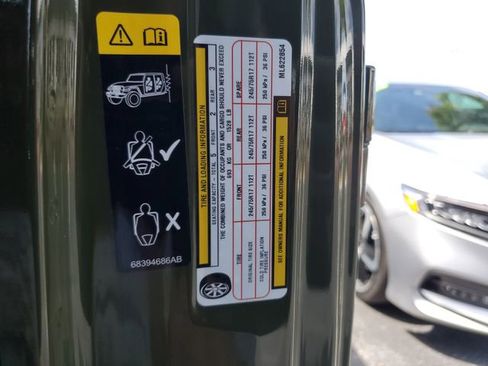 68394686AB
TIRE AND LOADING INFORMATION
SEATING CAPACITY - TOTAL 5 FRONT 2 REAR 3
THE COMBINED WEIGHT OF OCCUPANTS AND CARGO SHOULD NEVER EXCEED
693 KG OR 1529 LB
TIRE FRONT REAR SPARE
ORIGINAL TIRE SIZE 245/75R17 112T 245/75R17 112T 245/75R17 112T
COLD TIRE INFLATION PRESSURE 250 kPa / 36 PSI 250 kPa / 36 PSI 250 kPa / 36 PSI
SEE OWNERS MANUAL FOR ADDITIONAL INFORMATION
ML622854